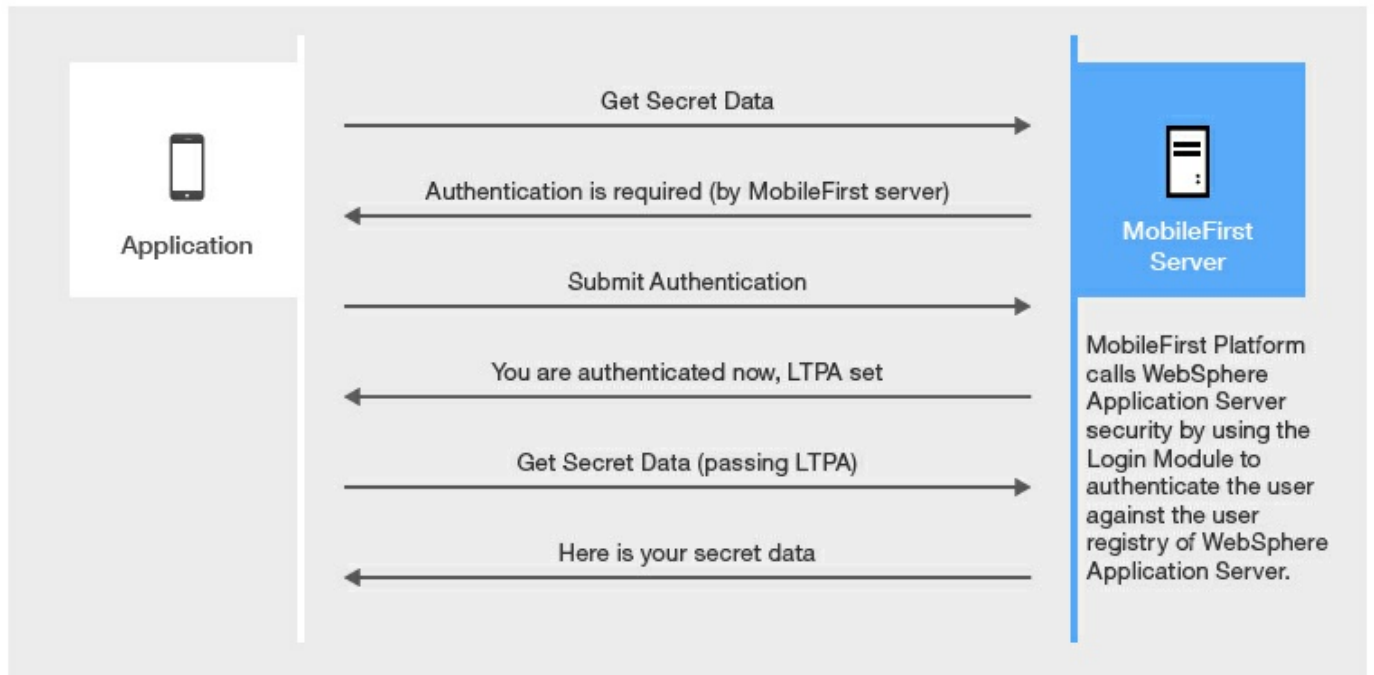 Get Secret Data
Authentication is required (by MobileFirst server)
Application
MobileFirst
Server
Submit Authentication
You are authenticated now, LTPA set
Get Secret Data (passing LTPA)
Here is your secret data
MobileFirst Platform
calls WebSphere
Application Server
security by using the
Login Module to
authenticate the user
against the user
registry of WebSphere
Application Server.